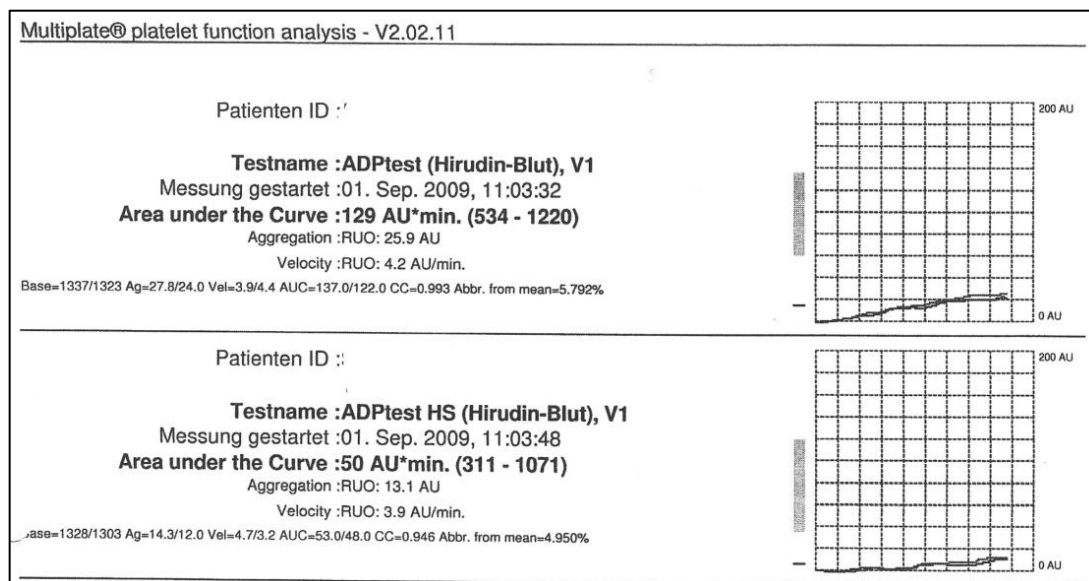 Multiplate® platelet function analysis - V2.02.11
Patienten ID :
200 AU
Testname :ADPtest (Hirudin-Blut), V1
Messung gestartet :01. Sep. 2009, 11:03:32
Area under the Curve :129 AU*min. (534 - 1220)
Aggregation :RUO: 25.9 AU
Velocity :RUO: 4.2 AU/min.
Base=1337/1323 Ag=27.8/24.0 Vel=3.9/4.4 AUC=137.0/122.0 CC=0.993 Abbr. from mean=5.792%
0 AU
Patienten ID :
200 AU
Testname :ADPtest HS (Hirudin-Blut), V1
Messung gestartet :01. Sep. 2009, 11:03:48
Area under the Curve :50 AU*min. (311 - 1071)
Aggregation :RUO: 13.1 AU
Velocity :RUO: 3.9 AU/min.
ase=1328/1303 Ag=14.3/12.0 Vel=4.7/3.2 AUC=53.0/48.0 CC=0.946 Abbr. from mean=4.950%
0 AU